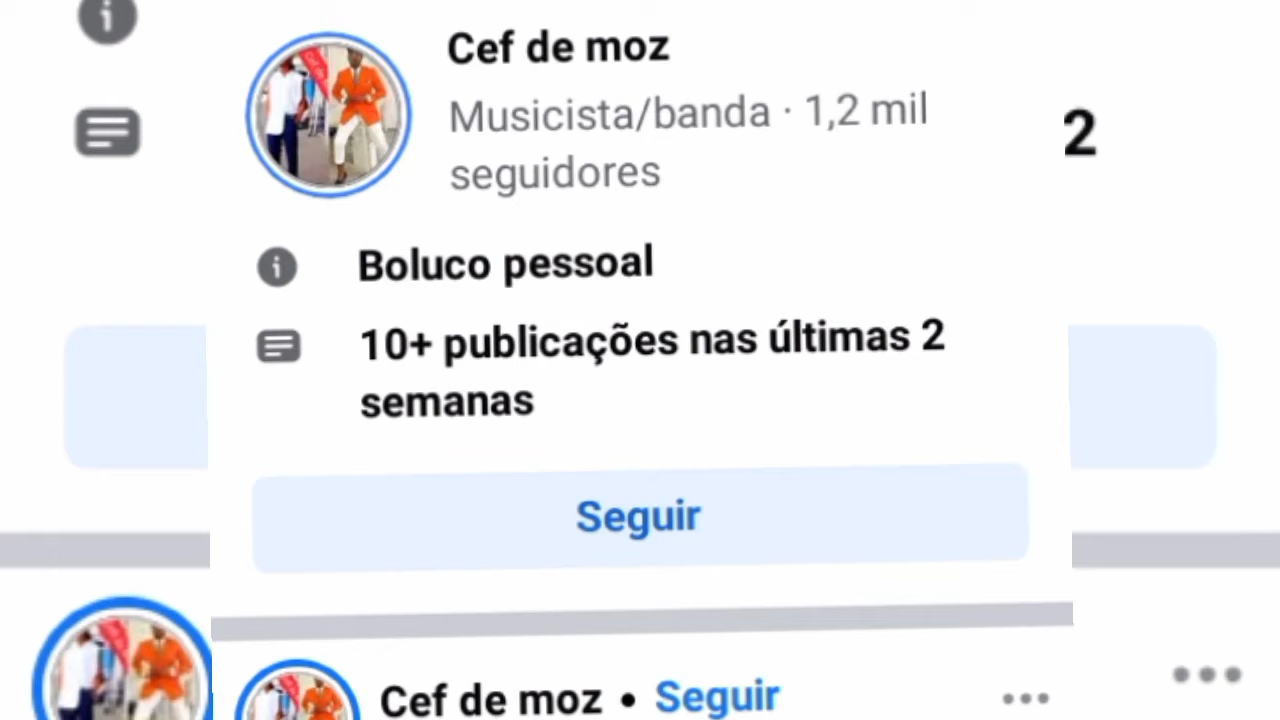 Cef de moz
Musicista/banda · 1,2 mil
seguidores
2
Boluco pessoal
10+ publicações nas últimas 2
semanas
Seguir
Cef de moz • Seguir